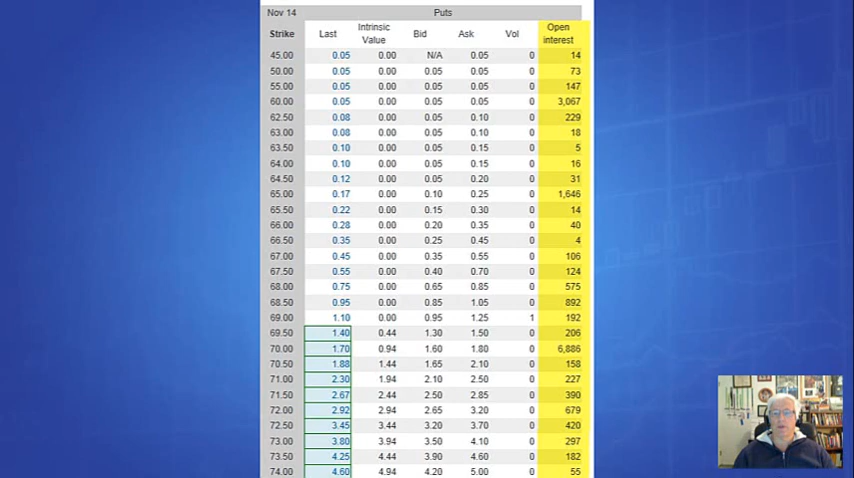 Nov 14 Puts
Strike Last Intrinsic Value Bid Ask Vol Open interest
45.00 0.05 0.00 N/A 0.05 0 14
50.00 0.05 0.00 0.05 0.05 0 73
55.00 0.05 0.00 0.05 0.05 0 147
60.00 0.05 0.00 0.05 0.05 0 3,067
62.50 0.08 0.00 0.05 0.10 0 229
63.00 0.08 0.00 0.05 0.10 0 18
63.50 0.10 0.00 0.05 0.15 0 5
64.00 0.10 0.00 0.05 0.15 0 16
64.50 0.12 0.00 0.05 0.20 0 31
65.00 0.17 0.00 0.10 0.25 0 1,646
65.50 0.22 0.00 0.15 0.30 0 14
66.00 0.28 0.00 0.20 0.35 0 40
66.50 0.35 0.00 0.25 0.45 0 4
67.00 0.45 0.00 0.35 0.55 0 106
67.50 0.55 0.00 0.40 0.70 0 124
68.00 0.75 0.00 0.65 0.85 0 575
68.50 0.95 0.00 0.85 1.05 0 892
69.00 1.10 0.00 0.95 1.25 1 192
69.50 1.40 0.44 1.30 1.50 0 206
70.00 1.70 0.94 1.60 1.80 0 6,886
70.50 1.88 1.44 1.65 2.10 0 158
71.00 2.30 1.94 2.10 2.50 0 227
71.50 2.67 2.44 2.50 2.85 0 390
72.00 2.92 2.94 2.65 3.20 0 679
72.50 3.45 3.44 3.20 3.70 0 420
73.00 3.80 3.94 3.50 4.10 0 297
73.50 4.25 4.44 3.90 4.60 0 182
74.00 4.60 4.94 4.20 5.00 0 55